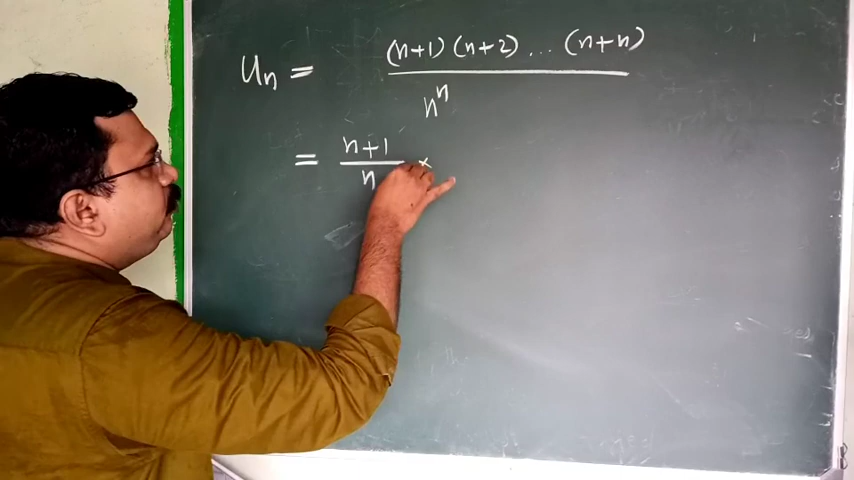 Un = (n+1)(n+2)...(n+n) / n^n
= n+1 / n ×